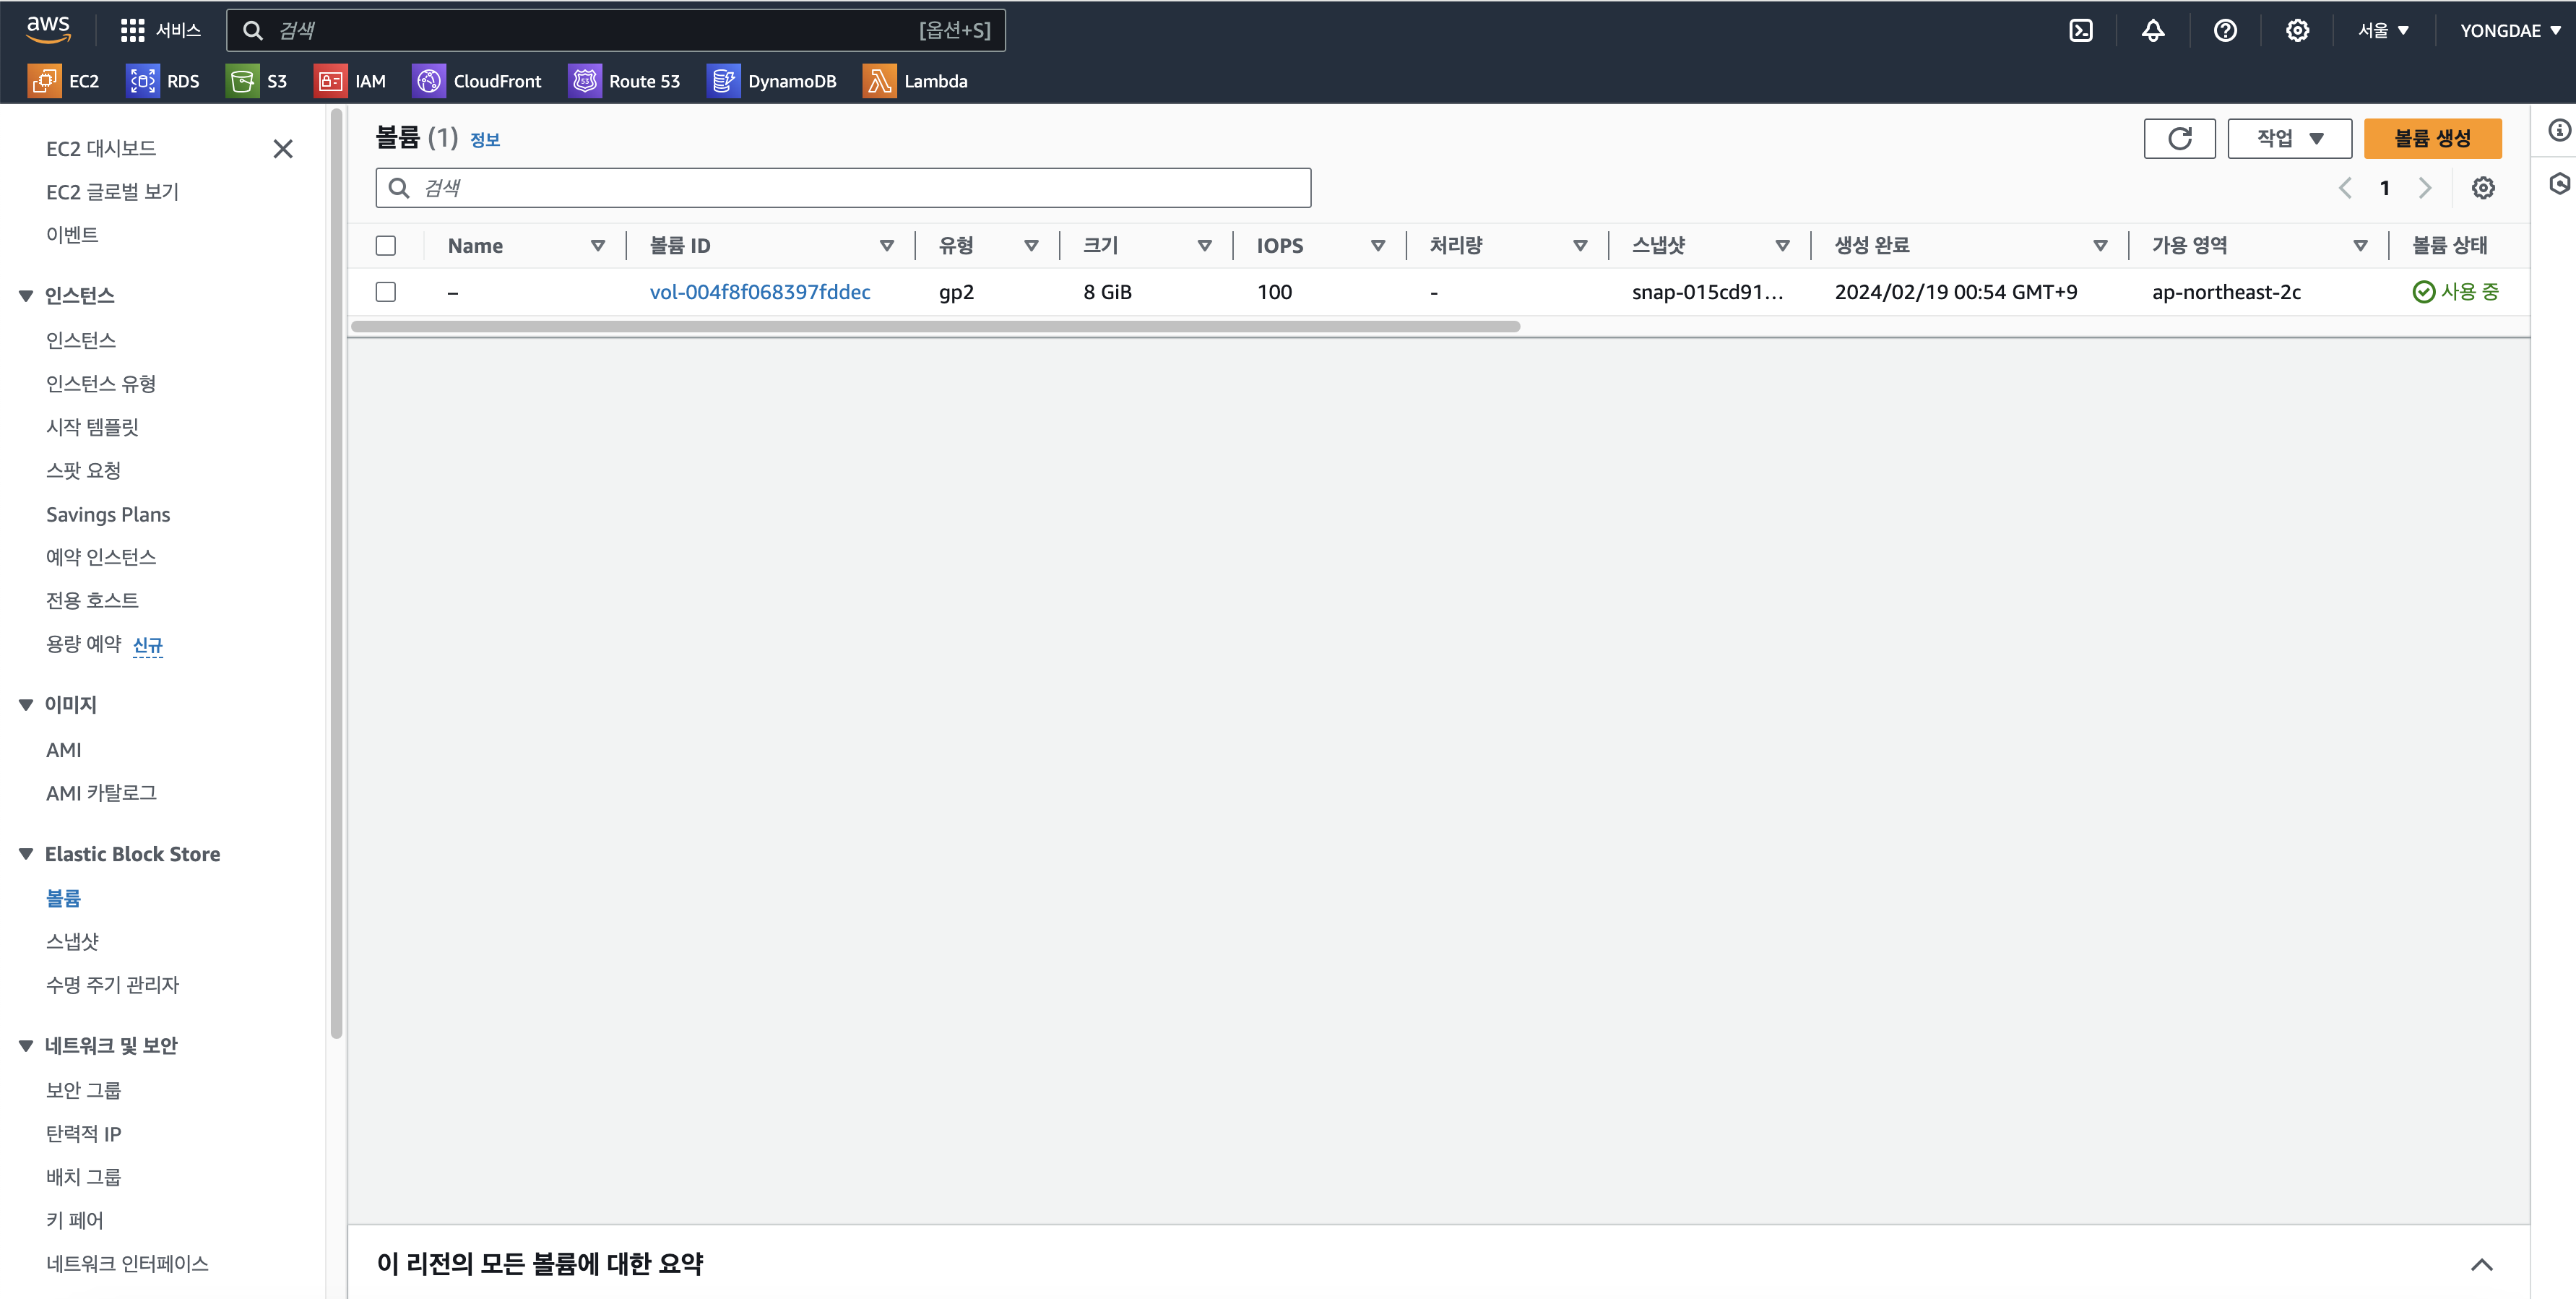 aws 서비스 검색 [옵션+S] 서울 YONGDAE
EC2 RDS S3 IAM CloudFront Route 53 DynamoDB Lambda
EC2 대시보드
EC2 글로벌 보기
이벤트
인스턴스
인스턴스
인스턴스 유형
시작 템플릿
스팟 요청
Savings Plans
예약 인스턴스
전용 호스트
용량 예약 신규
이미지
AMI
AMI 카탈로그
Elastic Block Store
볼륨
스냅샷
수명 주기 관리자
네트워크 및 보안
보안 그룹
탄력적 IP
배치 그룹
키 페어
네트워크 인터페이스
볼륨 (1) 정보
작업 볼륨 생성
검색
1
Name 볼륨 ID 유형 크기 IOPS 처리량 스냅샷 생성 완료 가용 영역 볼륨 상태
– vol-004f8f068397fddec gp2 8 GiB 100 - snap-015cd91... 2024/02/19 00:54 GMT+9 ap-northeast-2c 사용 중
이 리전의 모든 볼륨에 대한 요약